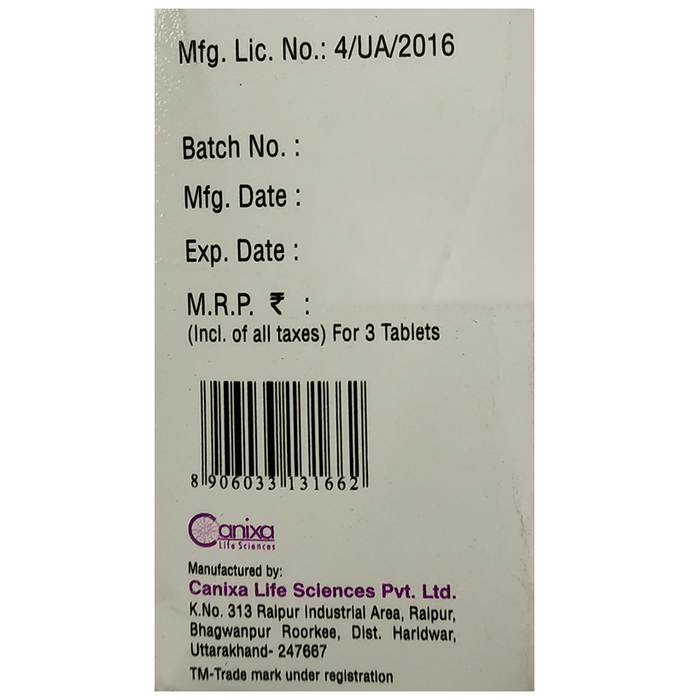 Mfg. Lic. No.: 4/UA/2016
Batch No. :
Mfg. Date :
Exp. Date :
M.R.P. ₹ :
(Incl. of all taxes) For 3 Tablets
8 906033 131662
Canixa
Life Sciences
Manufactured by:
Canixa Life Sciences Pvt. Ltd.
K.No. 313 Raipur Industrial Area, Raipur,
Bhagwanpur Roorkee, Dist. Haridwar,
Uttarakhand- 247667
TM-Trade mark under registration